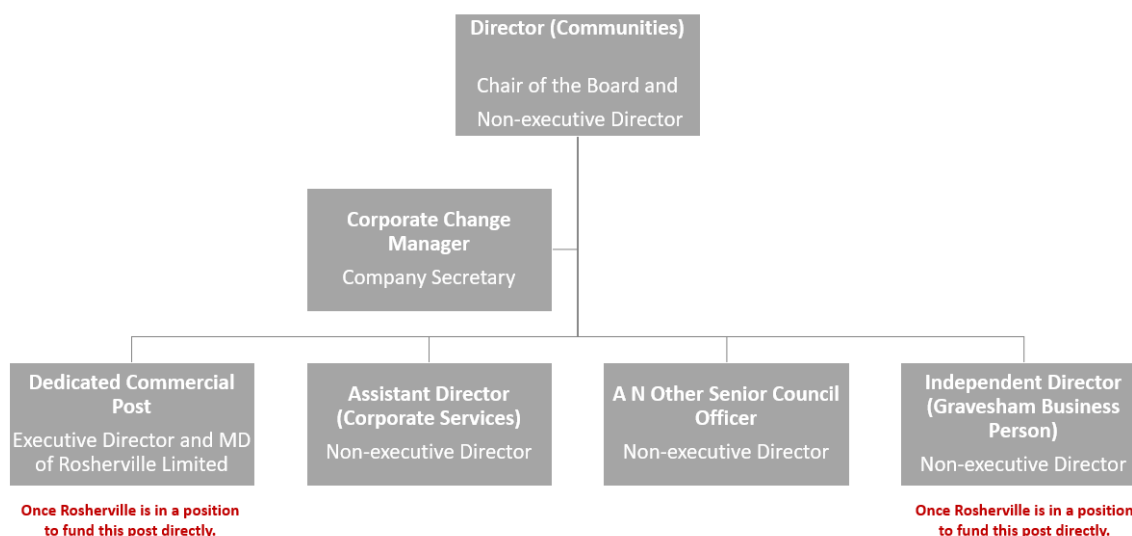 Director (Communities)
Chair of the Board and
Non-executive Director
Corporate Change
Manager
Company Secretary
Dedicated Commercial
Post
Executive Director and MD
of Rosherville Limited
Once Rosherville is in a position
to fund this post directly.
Assistant Director
(Corporate Services)
Non-executive Director
A N Other Senior Council
Officer
Non-executive Director
Independent Director
(Gravesham Business
Person)
Non-executive Director
Once Rosherville is in a position
to fund this post directly.